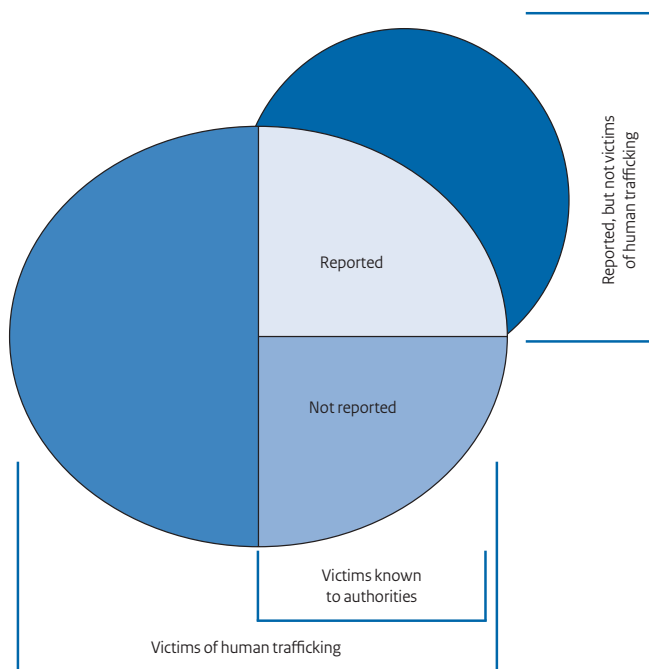 Reported, but not victims
of human trafficking
Reported
Not reported
Victims known
to authorities
Victims of human trafficking